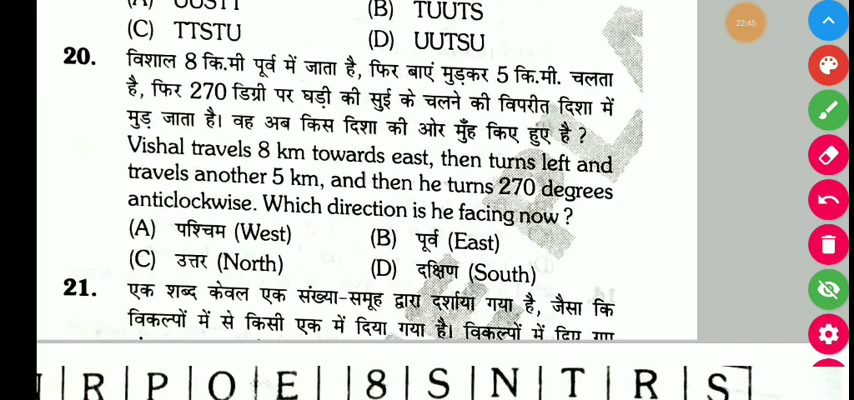 (B) TUUTS
(C) TTSTU
(D) UUTSU
20. विशाल 8 कि.मी पूर्व में जाता है, फिर बाएं मुड़कर 5 कि.मी. चलता
है, फिर 270 डिग्री पर घड़ी की सुई के चलने की विपरीत दिशा में
मुड़ जाता है। वह अब किस दिशा की ओर मुँह किए हुए है ?
Vishal travels 8 km towards east, then turns left and
travels another 5 km, and then he turns 270 degrees
anticlockwise. Which direction is he facing now ?
(A) पश्चिम (West)
(B) पूर्व (East)
(C) उत्तर (North)
(D) दक्षिण (South)
21. एक शब्द केवल एक संख्या-समूह द्वारा दर्शाया गया है, जैसा कि
विकल्पों में से किसी एक में दिया गया है। विकल्पों में दिए गए
R P O E 8 S N T R S
22:45